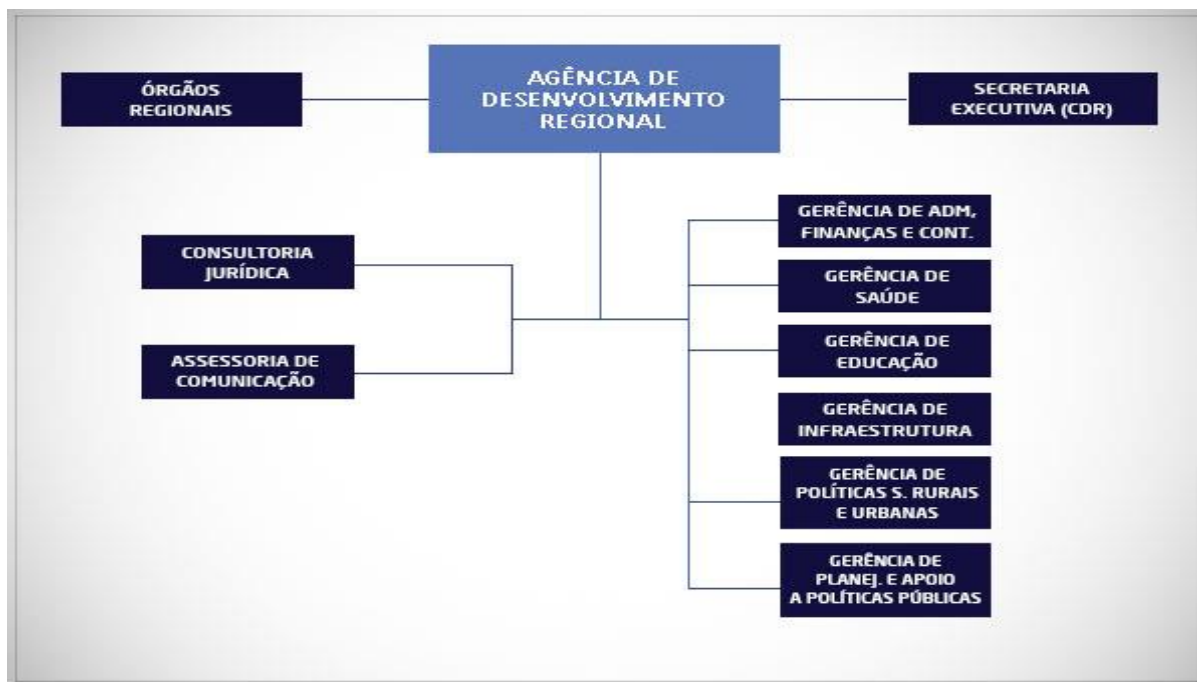 AGÊNCIA DE
DESENVOLVIMENTO
REGIONAL
ÓRGÃOS
REGIONAIS
SECRETARIA
EXECUTIVA (CDR)
CONSULTORIA
JURÍDICA
ASSESSORIA DE
COMUNICAÇÃO
GERÊNCIA DE ADM,
FINANÇAS E CONT.
GERÊNCIA DE
SAÚDE
GERÊNCIA DE
EDUCAÇÃO
GERÊNCIA DE
INFRAESTRUTURA
GERÊNCIA DE
POLÍTICAS S. RURAIS
E URBANAS
GERÊNCIA DE
PLANEJ. E APOIO
A POLÍTICAS PÚBLICAS